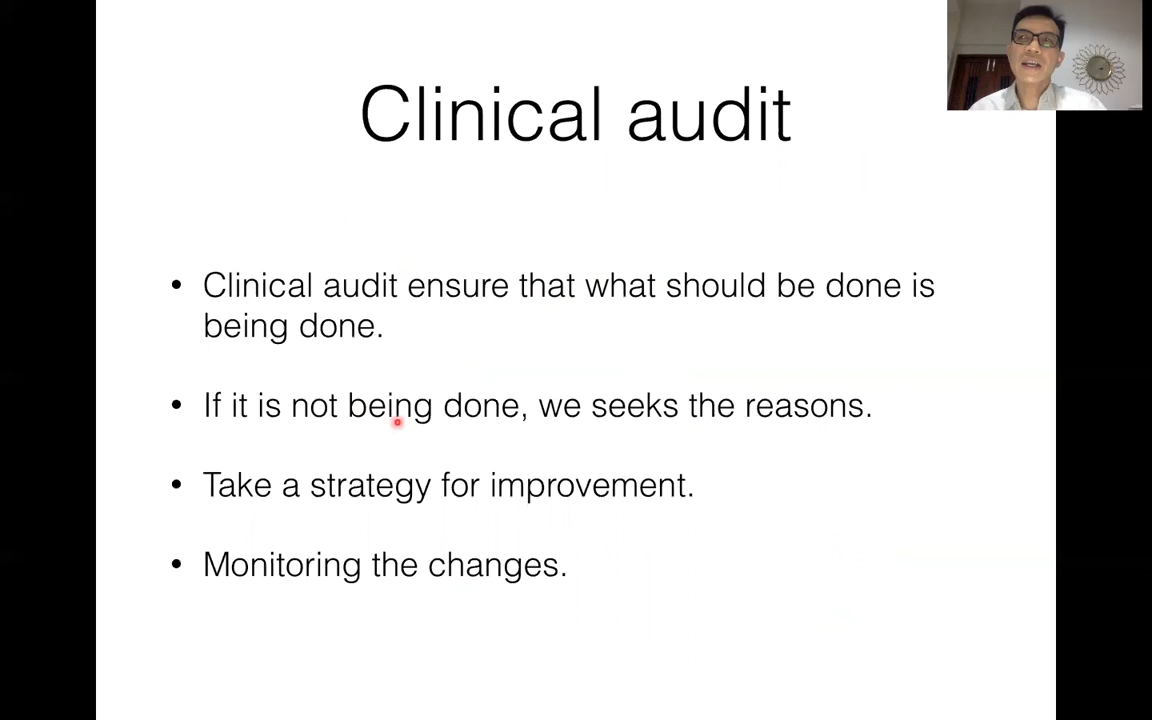 Clinical audit
• Clinical audit ensure that what should be done is
being done.
• If it is not being done, we seeks the reasons.
• Take a strategy for improvement.
• Monitoring the changes.